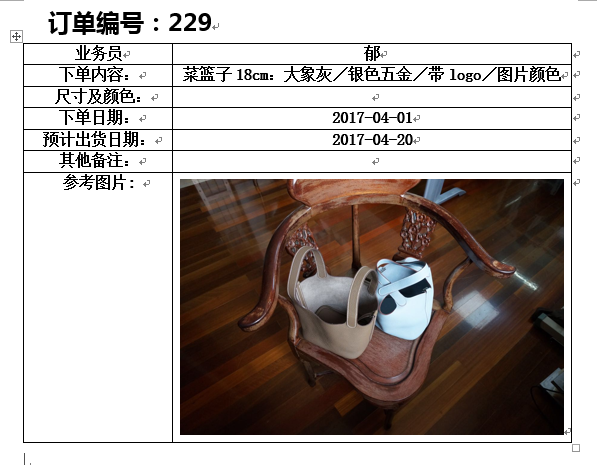 订单编号：229
业务员 郁
下单内容： 菜篮子 18cm：大象灰／银色五金／带 logo／图片颜色
尺寸及颜色：
下单日期： 2017-04-01
预计出货日期： 2017-04-20
其他备注：
参考图片：